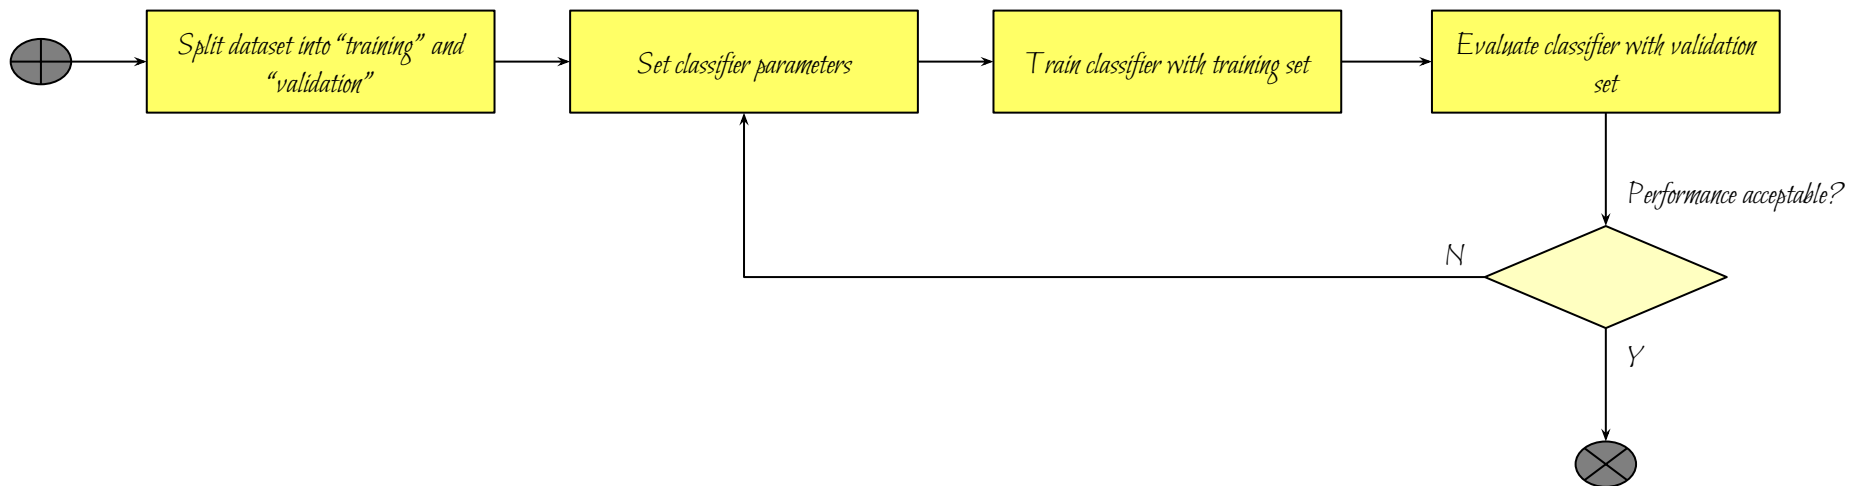 Split dataset into “training” and
“validation”
Set classifier parameters
Train classifier with training set
Evaluate classifier with validation
set
Performance acceptable?
N
Y